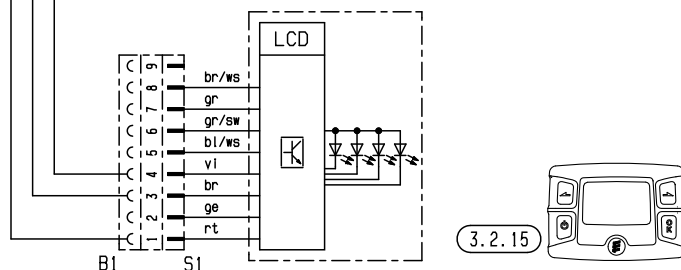 LCD
9
8 br/ws
7 gr
6 gr/sw
5 bl/ws
4 vi
3 br
2 ge
1 rt
B1 S1
3.2.15
OK